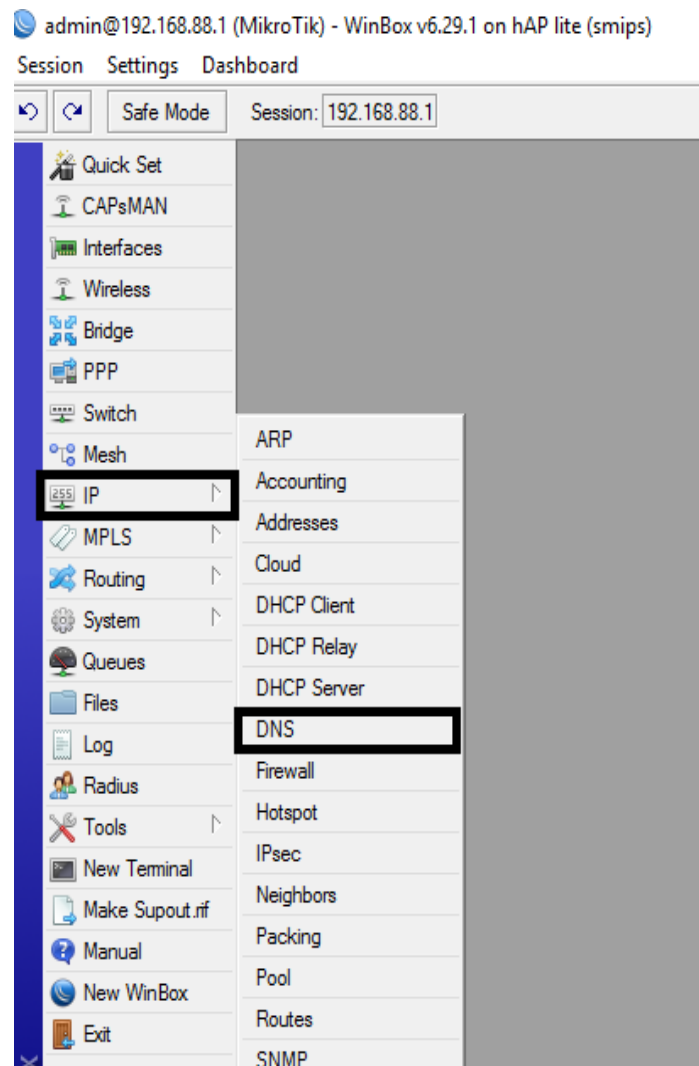 admin@192.168.88.1 (MikroTik) - WinBox v6.29.1 on hAP lite (smips)
Session Settings Dashboard
Safe Mode Session: 192.168.88.1
Quick Set
CAPsMAN
Interfaces
Wireless
Bridge
PPP
Switch
Mesh
255 IP
MPLS
Routing
System
Queues
Files
Log
Radius
Tools
New Terminal
Make Supout.rif
Manual
New WinBox
Exit
ARP
Accounting
Addresses
Cloud
DHCP Client
DHCP Relay
DHCP Server
DNS
Firewall
Hotspot
IPsec
Neighbors
Packing
Pool
Routes
SNMP